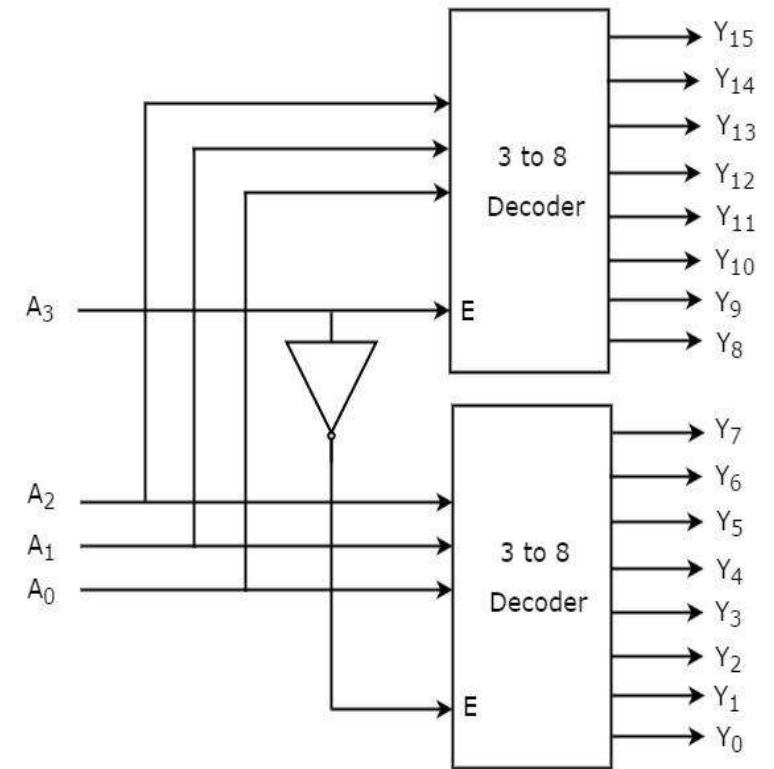 Y₁₅
Y₁₄
Y₁₃
3 to 8
Y₁₂
Decoder
Y₁₁
Y₁₀
A₃
E
Y₉
Y₈
Y₇
A₂
Y₆
A₁
Y₅
3 to 8
Y₄
A₀
Decoder
Y₃
Y₂
E
Y₁
Y₀